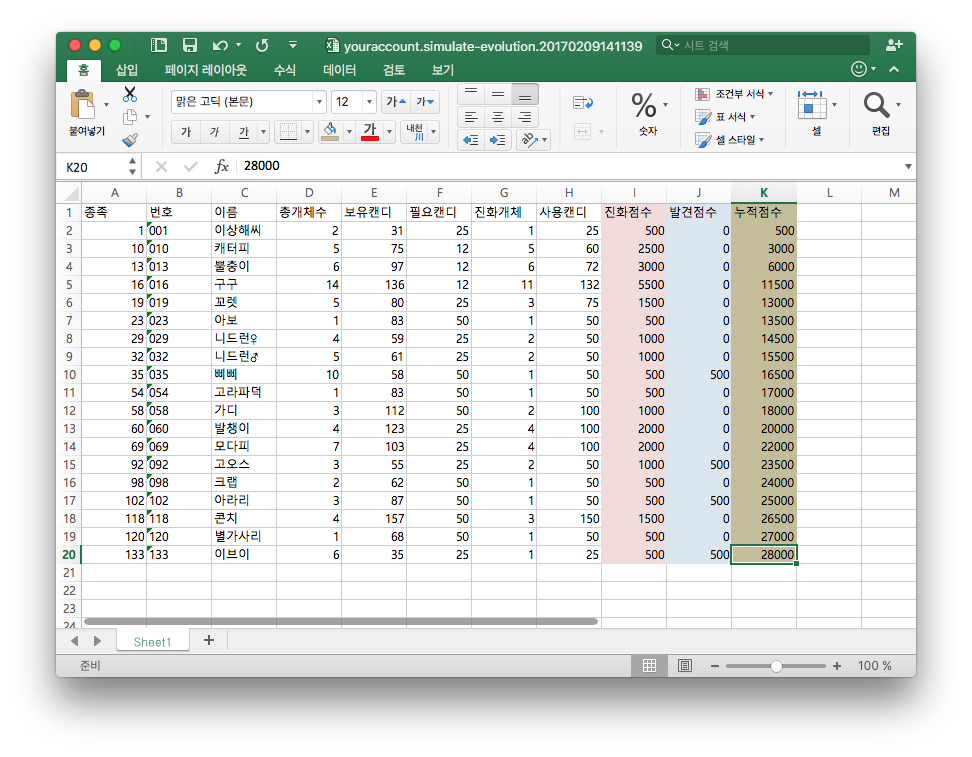 youraccount.simulate-evolution.20170209141139 시트 검색
홈 삽입 페이지 레이아웃 수식 데이터 검토 보기
붙여넣기 맑은 고딕 (본문) 12 가 가 가 가 가 가 내천 川 % 숫자 조건부 서식 표 서식 셀 스타일 셀 편집
K20 fx 28000
A B C D E F G H I J K L M
1 종족 번호 이름 총개체수 보유캔디 필요캔디 진화개체 사용캔디 진화점수 발견점수 누적점수
2 1 001 이상해씨 2 31 25 1 25 500 0 500
3 10 010 캐터피 5 75 12 5 60 2500 0 3000
4 13 013 뿔충이 6 97 12 6 72 3000 0 6000
5 16 016 구구 14 136 12 11 132 5500 0 11500
6 19 019 꼬렛 5 80 25 3 75 1500 0 13000
7 23 023 아보 1 83 50 1 50 500 0 13500
8 29 029 니드런♀ 4 59 25 2 50 1000 0 14500
9 32 032 니드런♂ 5 61 25 2 50 1000 0 15500
10 35 035 삐삐 10 58 50 1 50 500 500 16500
11 54 054 고라파덕 1 83 50 1 50 500 0 17000
12 58 058 가디 3 112 50 2 100 1000 0 18000
13 60 060 발챙이 4 123 25 4 100 2000 0 20000
14 69 069 모다피 7 103 25 4 100 2000 0 22000
15 92 092 고오스 3 55 25 2 50 1000 500 23500
16 98 098 크랩 2 62 50 1 50 500 0 24000
17 102 102 아라리 3 87 50 1 50 500 500 25000
18 118 118 콘치 4 157 50 3 150 1500 0 26500
19 120 120 별가사리 1 68 50 1 50 500 0 27000
20 133 133 이브이 6 35 25 1 25 500 500 28000
21
22
23
24
Sheet1 +
준비 100 %